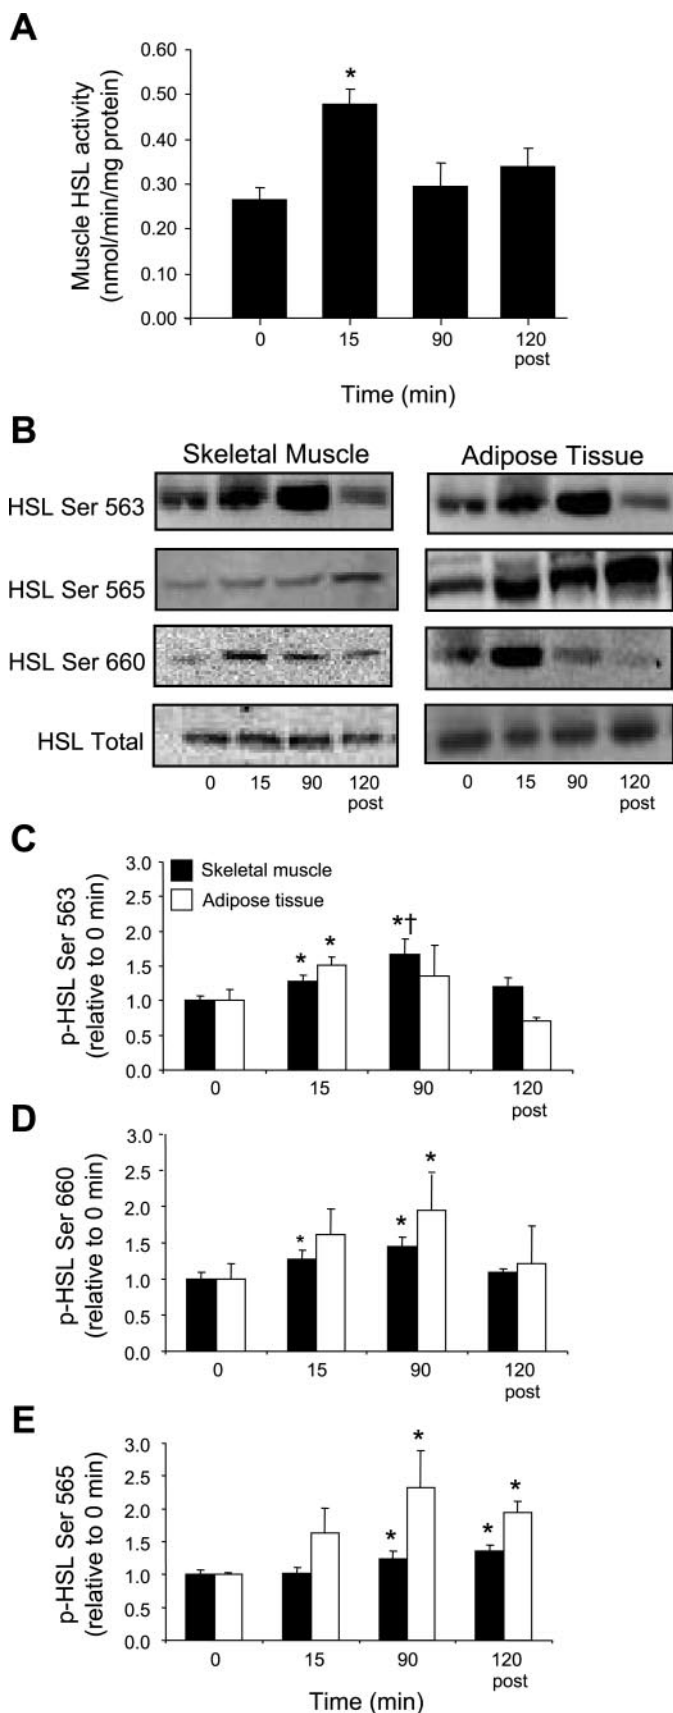 A
Muscle HSL activity
(nmol/min/mg protein)
0.60
0.50
0.40
0.30
0.20
0.10
0.00
*
0 15 90 120
post
Time (min)
B
Skeletal Muscle Adipose Tissue
HSL Ser 563
HSL Ser 565
HSL Ser 660
HSL Total
0 15 90 120 0 15 90 120
post post
C
p-HSL Ser 563
(relative to 0 min)
3.0
2.5
2.0
1.5
1.0
0.5
0.0
Skeletal muscle
Adipose tissue
* * *†
0 15 90 120
post
D
p-HSL Ser 660
(relative to 0 min)
3.0
2.5
2.0
1.5
1.0
0.5
0.0
* * *
0 15 90 120
post
E
p-HSL Ser 565
(relative to 0 min)
3.0
2.5
2.0
1.5
1.0
0.5
0.0
* * * *
0 15 90 120
post
Time (min)